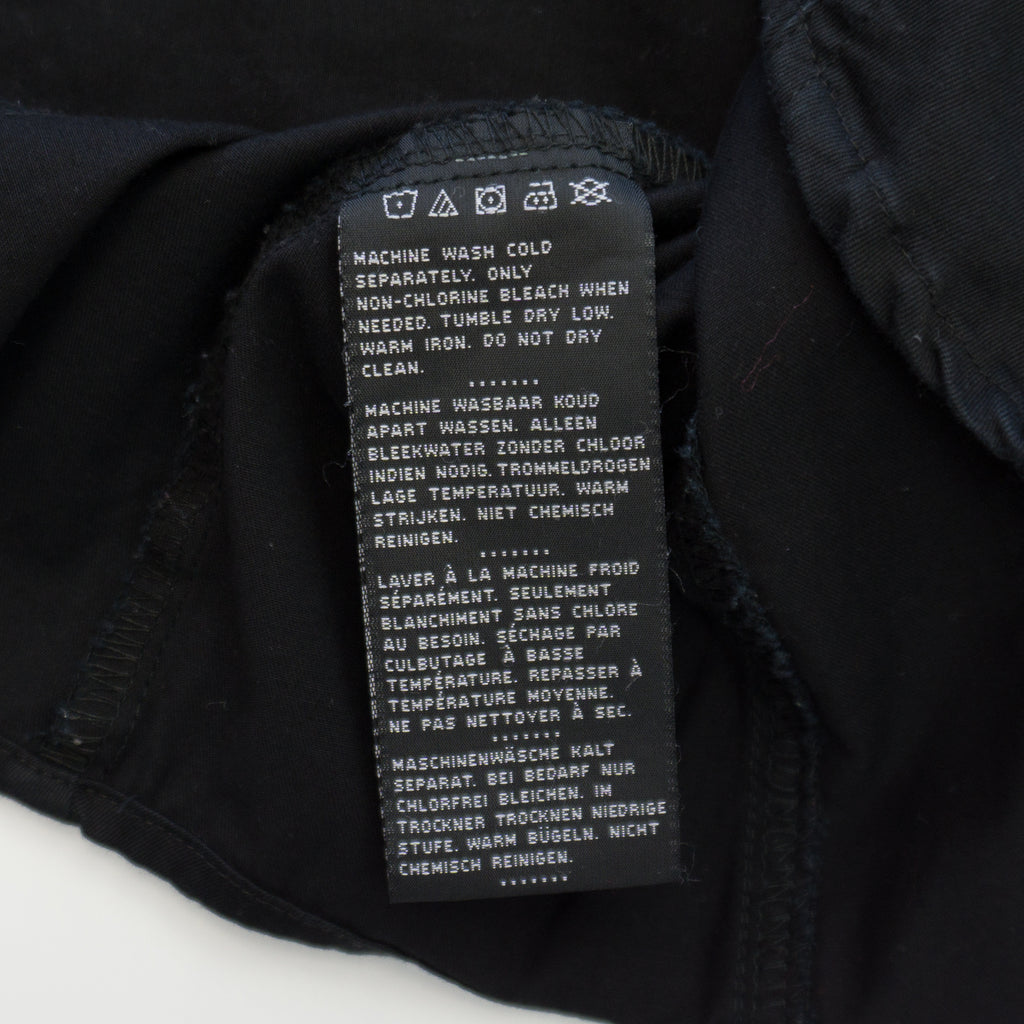 MACHINE WASH COLD
SEPARATELY. ONLY
NON-CHLORINE BLEACH WHEN
NEEDED. TUMBLE DRY LOW.
WARM IRON. DO NOT DRY
CLEAN.
MACHINE WASBAAR KOUD
APART WASSEN. ALLEEN
BLEEKWATER ZONDER CHLOOR
INDIEN NODIG. TROMMELDROGEN
LAGE TEMPERATUUR. WARM
STRIJKEN. NIET CHEMISCH
REINIGEN.
LAVER À LA MACHINE FROID
SÉPARÉMENT. SEULEMENT
BLANCHIMENT SANS CHLORE
AU BESOIN. SÉCHAGE PAR
CULBUTAGE À BASSE
TEMPÉRATURE. REPASSER À
TEMPÉRATURE MOYENNE.
NE PAS NETTOYER À SEC.
MASCHINENWÄSCHE KALT
SEPARAT. BEI BEDARF NUR
CHLORFREI BLEICHEN. IM
TROCKNER TROCKNEN NIEDRIGE
STUFE. WARM BÜGELN. NICHT
CHEMISCH REINIGEN.